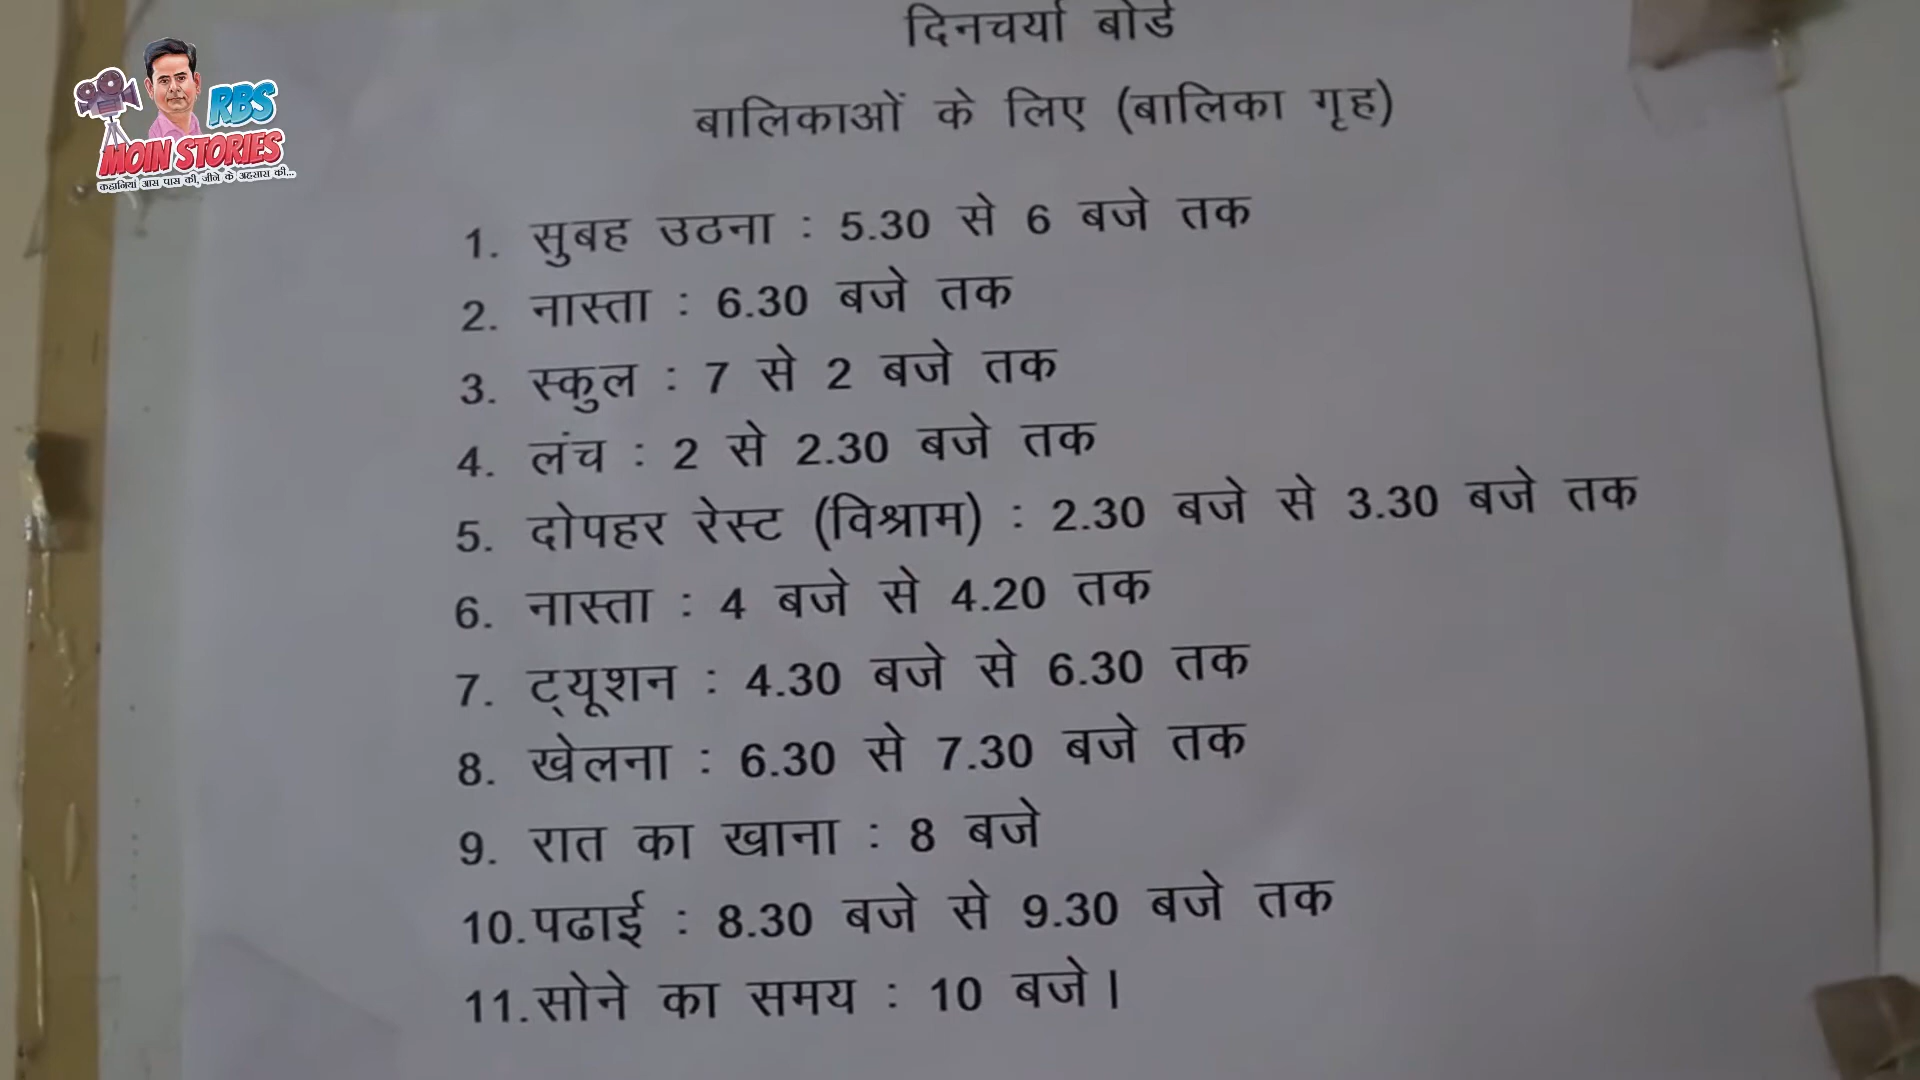 दिनचर्या बोर्ड
बालिकाओं के लिए (बालिका गृह)
RBS
MOIN STORIES
कहानियां आस पास की, जीने के अहसास की...
1. सुबह उठना : 5.30 से 6 बजे तक
2. नास्ता : 6.30 बजे तक
3. स्कुल : 7 से 2 बजे तक
4. लंच : 2 से 2.30 बजे तक
5. दोपहर रेस्ट (विश्राम) : 2.30 बजे से 3.30 बजे तक
6. नास्ता : 4 बजे से 4.20 तक
7. ट्यूशन : 4.30 बजे से 6.30 तक
8. खेलना : 6.30 से 7.30 बजे तक
9. रात का खाना : 8 बजे
10.पढाई : 8.30 बजे से 9.30 बजे तक
11.सोने का समय : 10 बजे।